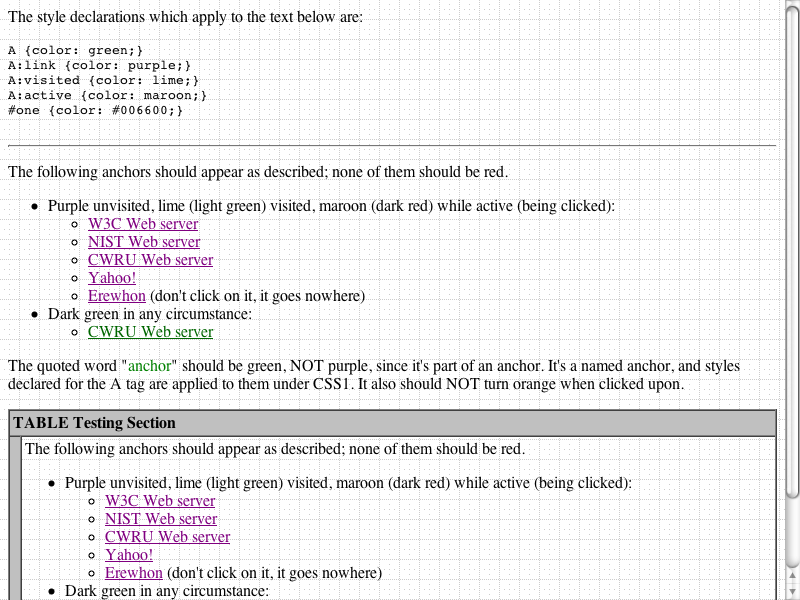 The style declarations which apply to the text below are:
A {color: green;}
A:link {color: purple;}
A:visited {color: lime;}
A:active {color: maroon;}
#one {color: #006600;}
The following anchors should appear as described; none of them should be red.
Purple unvisited, lime (light green) visited, maroon (dark red) while active (being clicked):
W3C Web server
NIST Web server
CWRU Web server
Yahoo!
Erewhon (don't click on it, it goes nowhere)
Dark green in any circumstance:
CWRU Web server
The quoted word "anchor" should be green, NOT purple, since it's part of an anchor. It's a named anchor, and styles
declared for the A tag are applied to them under CSS1. It also should NOT turn orange when clicked upon.
TABLE Testing Section
The following anchors should appear as described; none of them should be red.
Purple unvisited, lime (light green) visited, maroon (dark red) while active (being clicked):
W3C Web server
NIST Web server
CWRU Web server
Yahoo!
Erewhon (don't click on it, it goes nowhere)
Dark green in any circumstance: